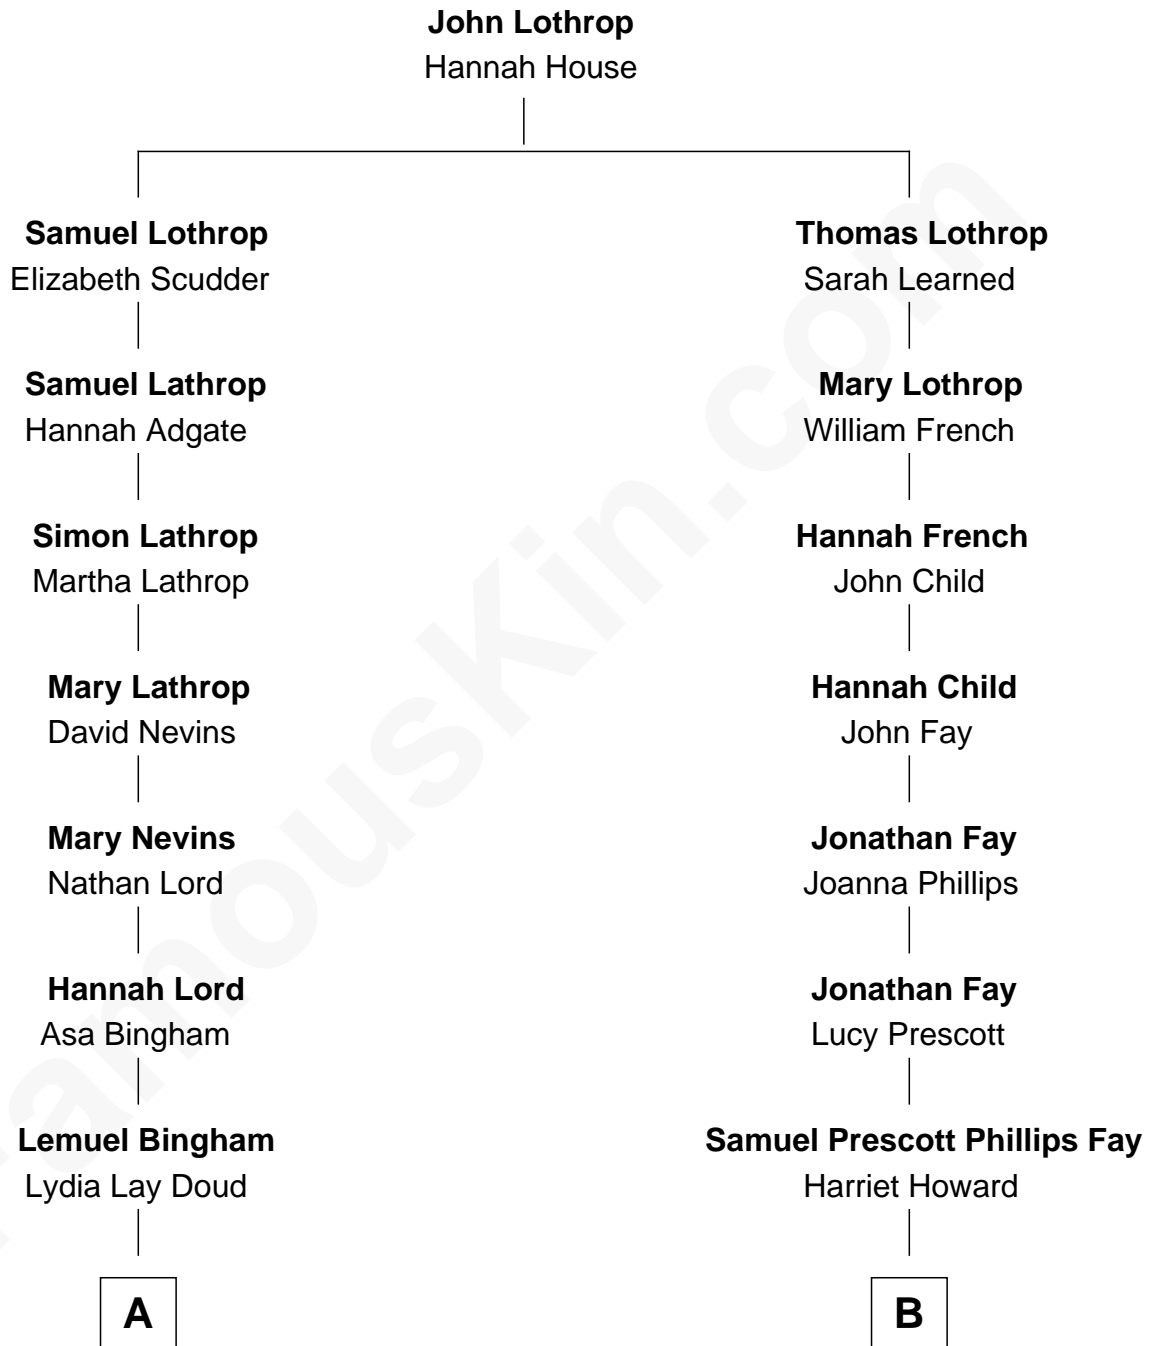 John Lothrop
Hannah House
Samuel Lothrop
Elizabeth Scudder
Thomas Lothrop
Sarah Learned
Samuel Lathrop
Hannah Adgate
Mary Lothrop
William French
Simon Lathrop
Martha Lathrop
Hannah French
John Child
Mary Lathrop
David Nevins
Hannah Child
John Fay
Mary Nevins
Nathan Lord
Jonathan Fay
Joanna Phillips
Hannah Lord
Asa Bingham
Jonathan Fay
Lucy Prescott
Lemuel Bingham
Lydia Lay Doud
Samuel Prescott Phillips Fay
Harriet Howard
A
B
FamousKin.com